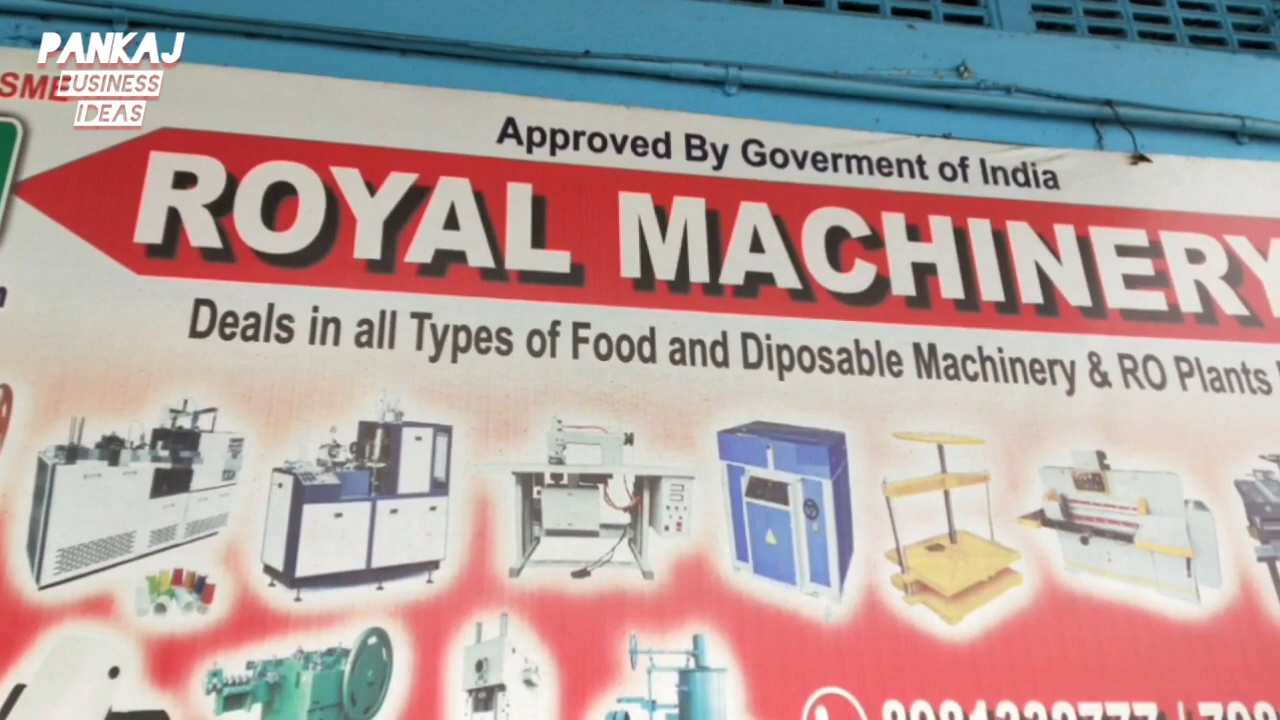 PANKAJ
BUSINESS
IDEAS
Approved By Goverment of India
ROYAL MACHINERY
Deals in all Types of Food and Diposable Machinery & RO Plants